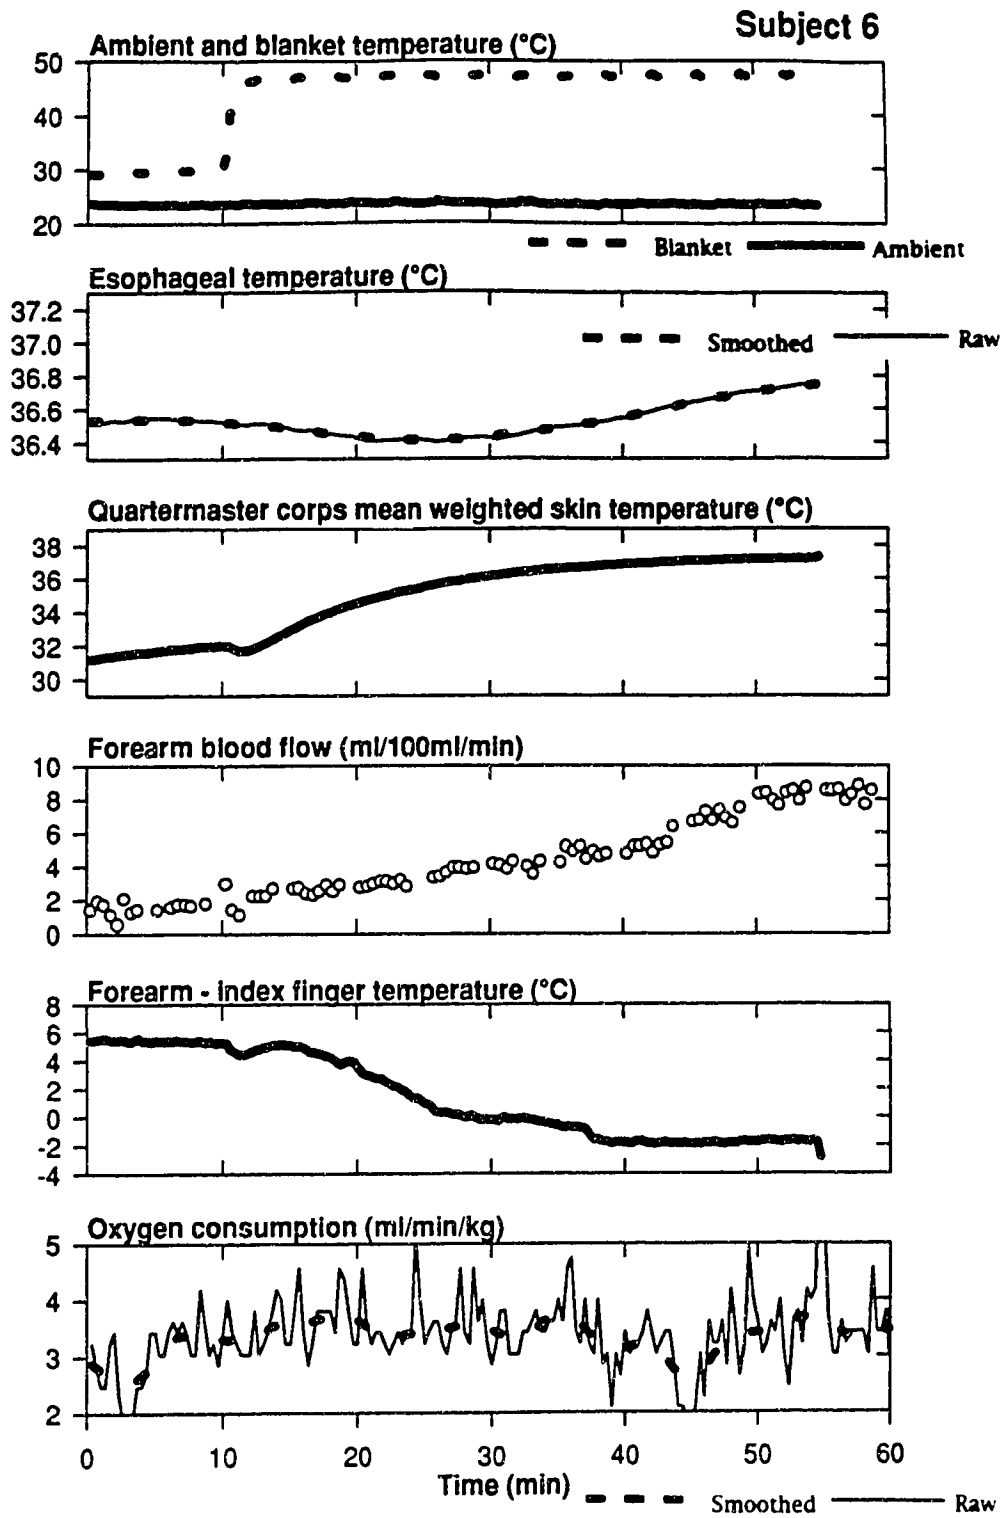 Subject 6
Ambient and blanket temperature (°C)
50
40
30
20
Blanket Ambient
Esophageal temperature (°C)
37.2
37.0
36.8
36.6
36.4
Smoothed Raw
Quartermaster corps mean weighted skin temperature (°C)
38
36
34
32
30
Forearm blood flow (ml/100ml/min)
10
8
6
4
2
0
Forearm - index finger temperature (°C)
8
6
4
2
0
-2
-4
Oxygen consumption (ml/min/kg)
5
4
3
2
0 10 20 30 40 50 60
Time (min)
Smoothed Raw